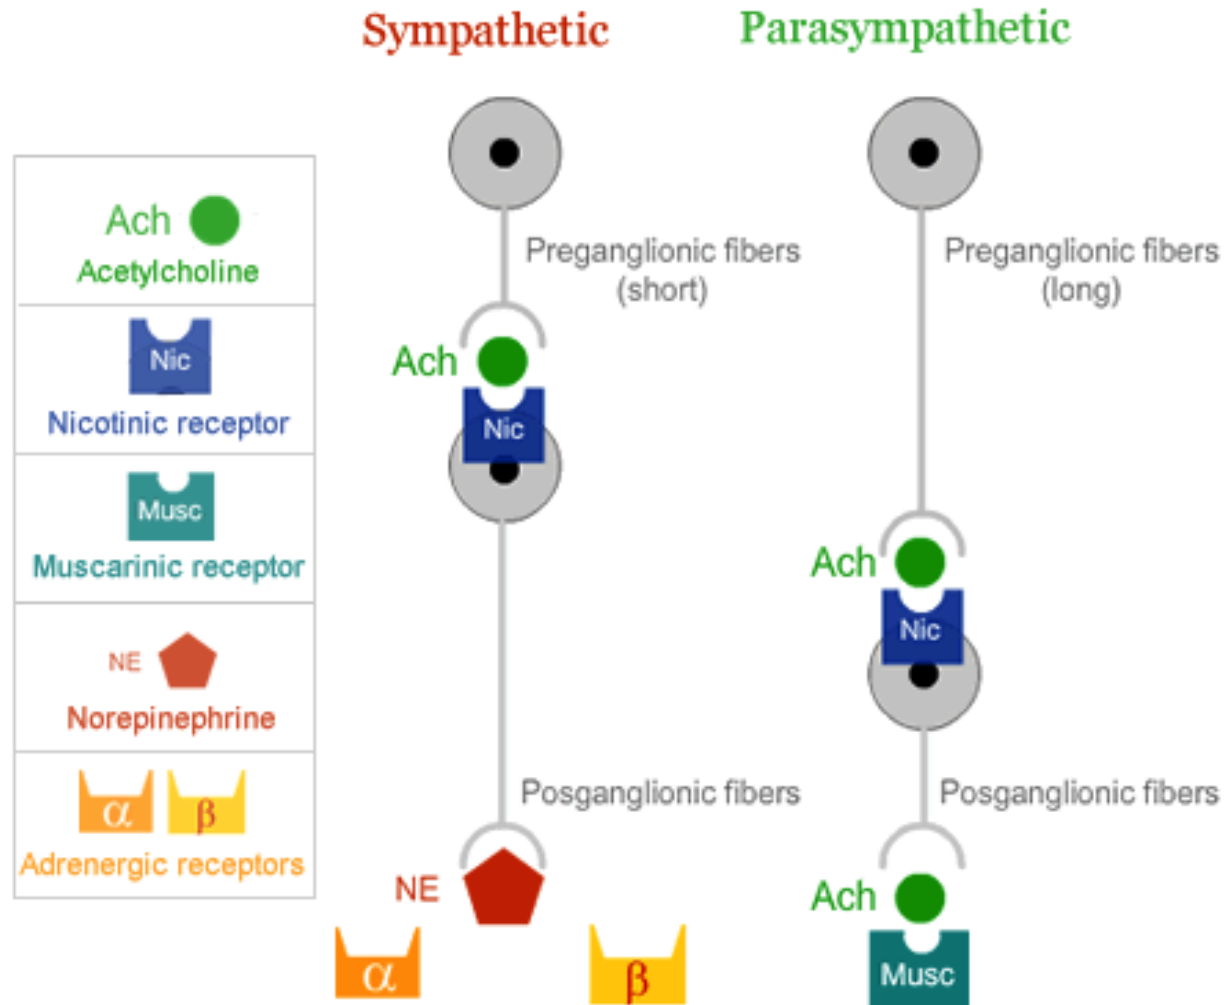 Sympathetic
Parasympathetic
Ach
Acetylcholine
Nic
Nicotinic receptor
Musc
Muscarinic receptor
NE
Norepinephrine
α β
Adrenergic receptors
Preganglionic fibers
(short)
Ach
Nic
Posganglionic fibers
NE
α
β
Preganglionic fibers
(long)
Ach
Nic
Posganglionic fibers
Ach
Musc